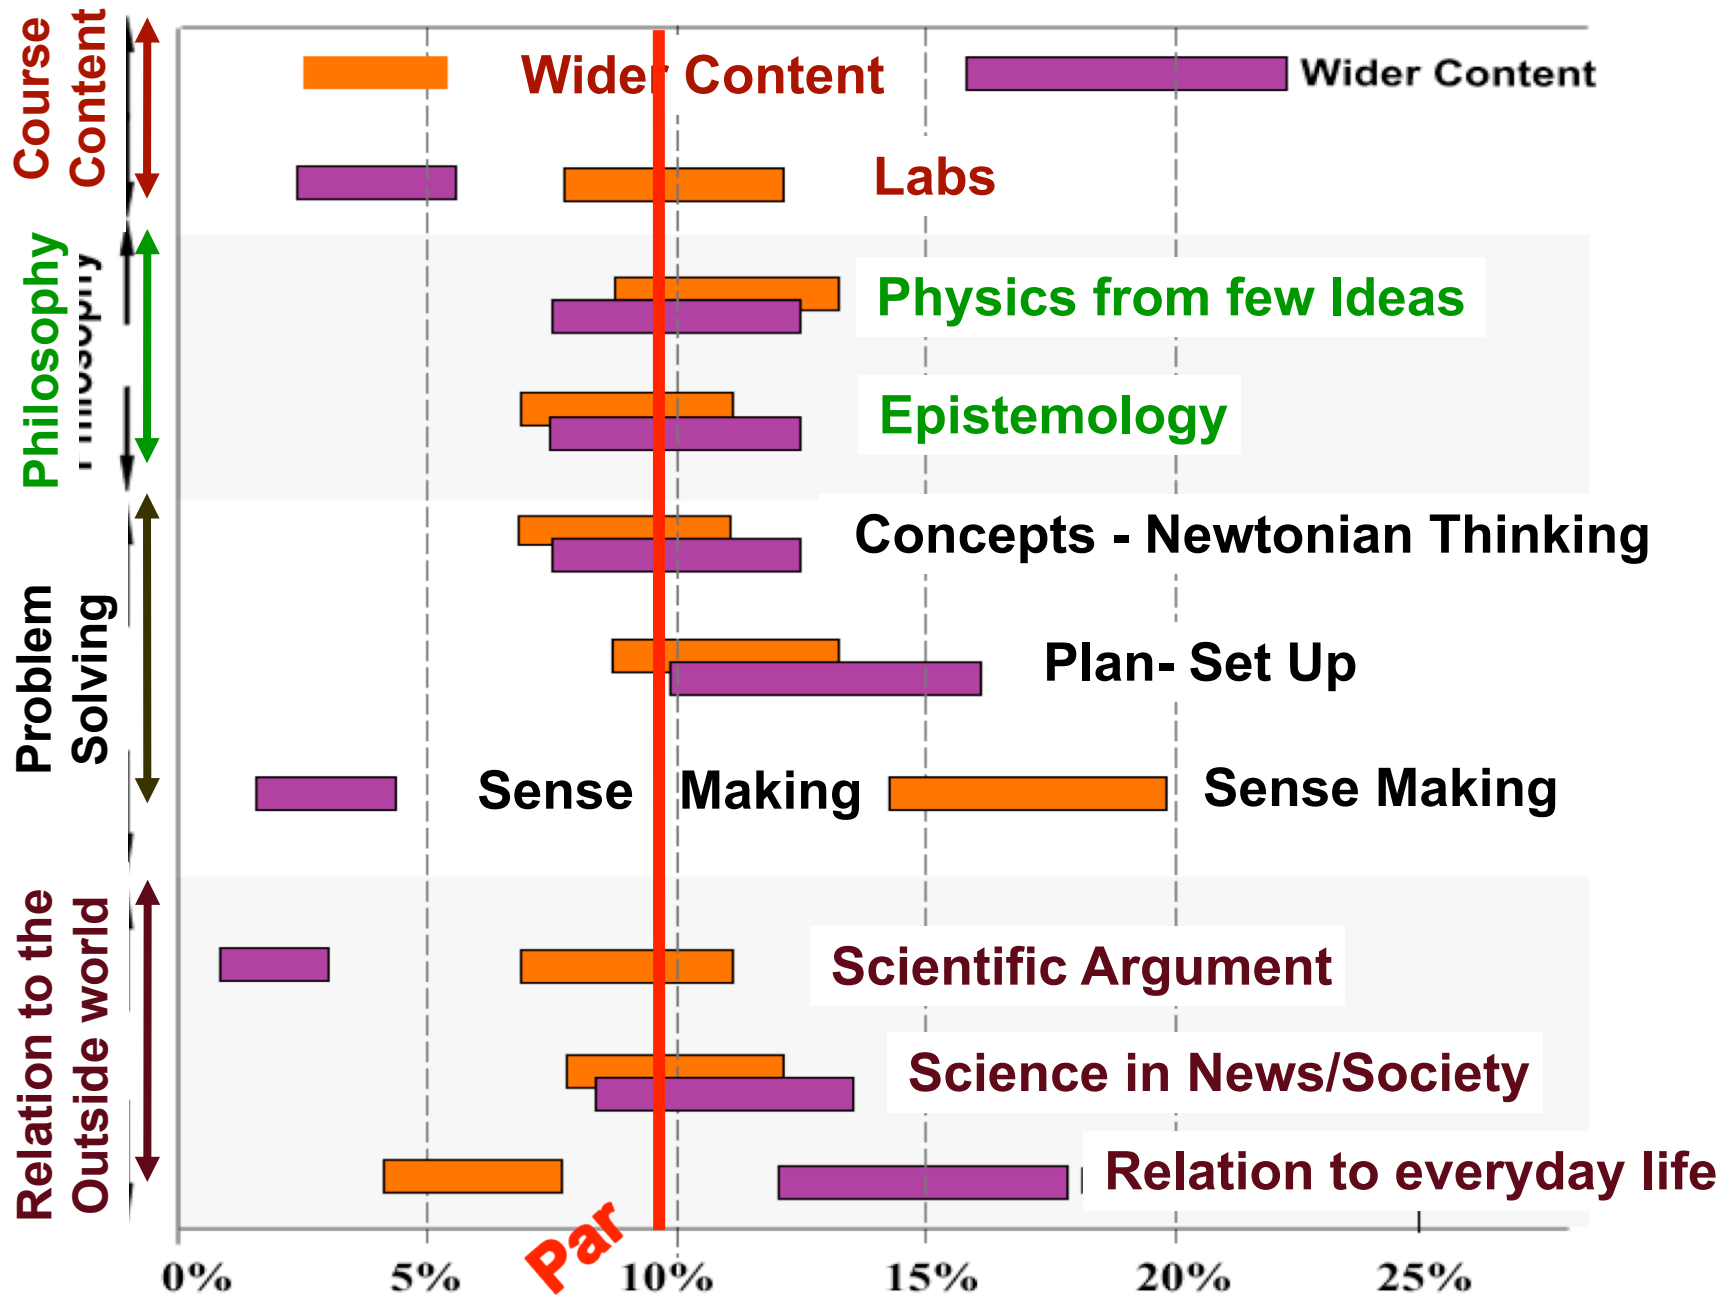 Course
Content
Wider Content
Wider Content
Labs
Philosophy
Philosophy
Physics from few Ideas
Epistemology
Problem
Solving
Concepts - Newtonian Thinking
Plan- Set Up
Sense Making
Sense Making
Relation to the
Outside world
Scientific Argument
Science in News/Society
Relation to everyday life
Par
0% 5% 10% 15% 20% 25%